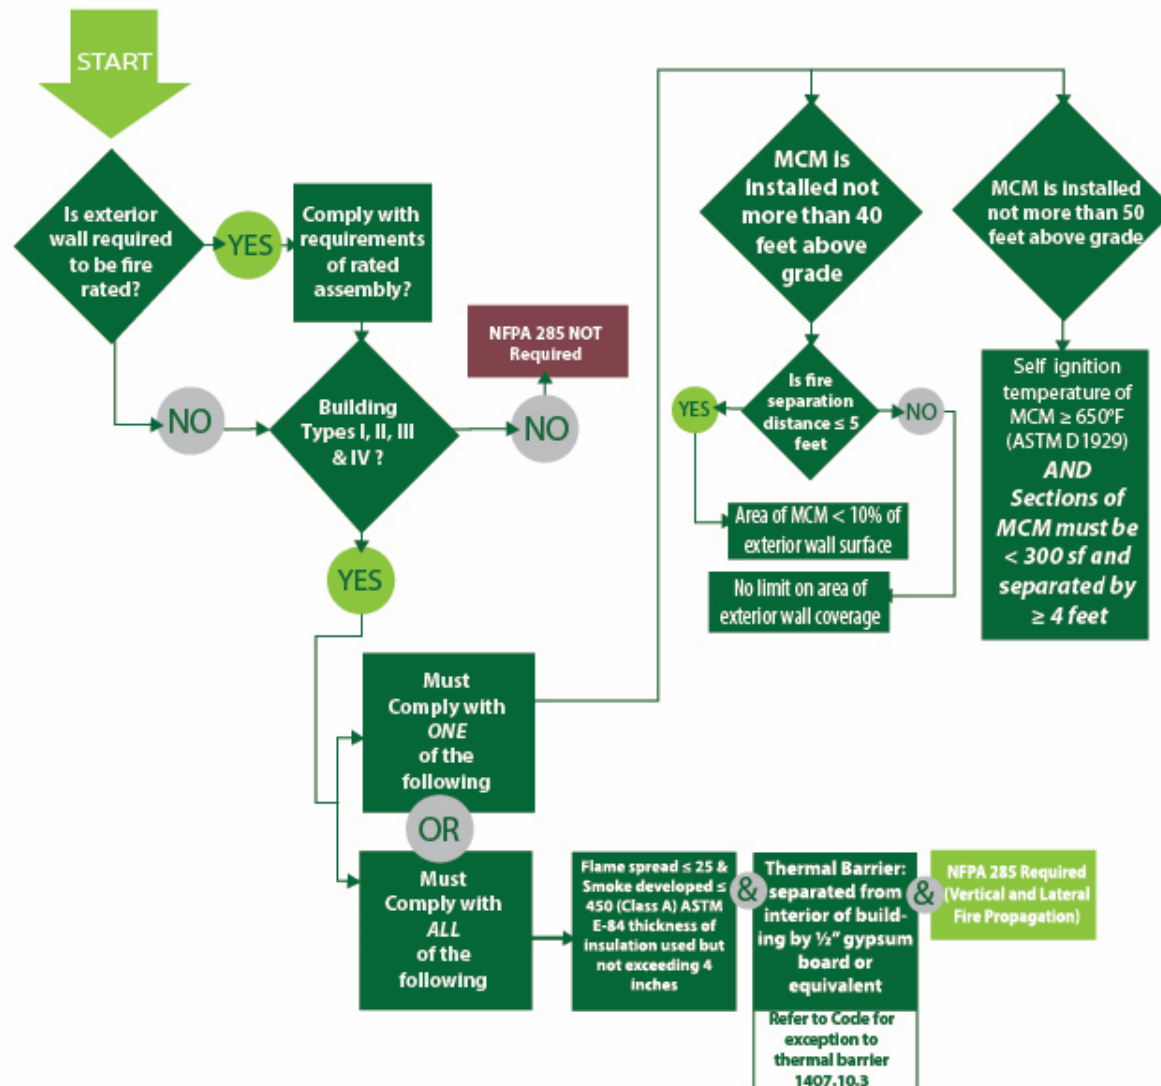 START
Is exterior
wall required
to be fire
rated?
YES
Comply with
requirements
of rated
assembly?
NO
Building
Types I, II, III
& IV ?
NO
NFPA 285 NOT
Required
YES
Must
Comply with
ONE
of the
following
OR
Must
Comply with
ALL
of the
following
MCM is
installed not
more than 40
feet above
grade
Is fire
separation
distance ≤ 5
feet
YES
NO
Area of MCM < 10% of
exterior wall surface
No limit on area of
exterior wall coverage
MCM is installed
not more than 50
feet above grade
Self ignition
temperature of
MCM ≥ 650°F
(ASTM D1929)
AND
Sections of
MCM must be
< 300 sf and
separated by
≥ 4 feet
Flame spread ≤ 25 &
Smoke developed ≤
450 (Class A) ASTM
E-84 thickness of
insulation used but
not exceeding 4
inches
&
Thermal Barrier:
separated from
interior of build-
ing by ½" gypsum
board or
equivalent
Refer to Code for
exception to
thermal barrier
1407.10.3
&
NFPA 285 Required
(Vertical and Lateral
Fire Propagation)